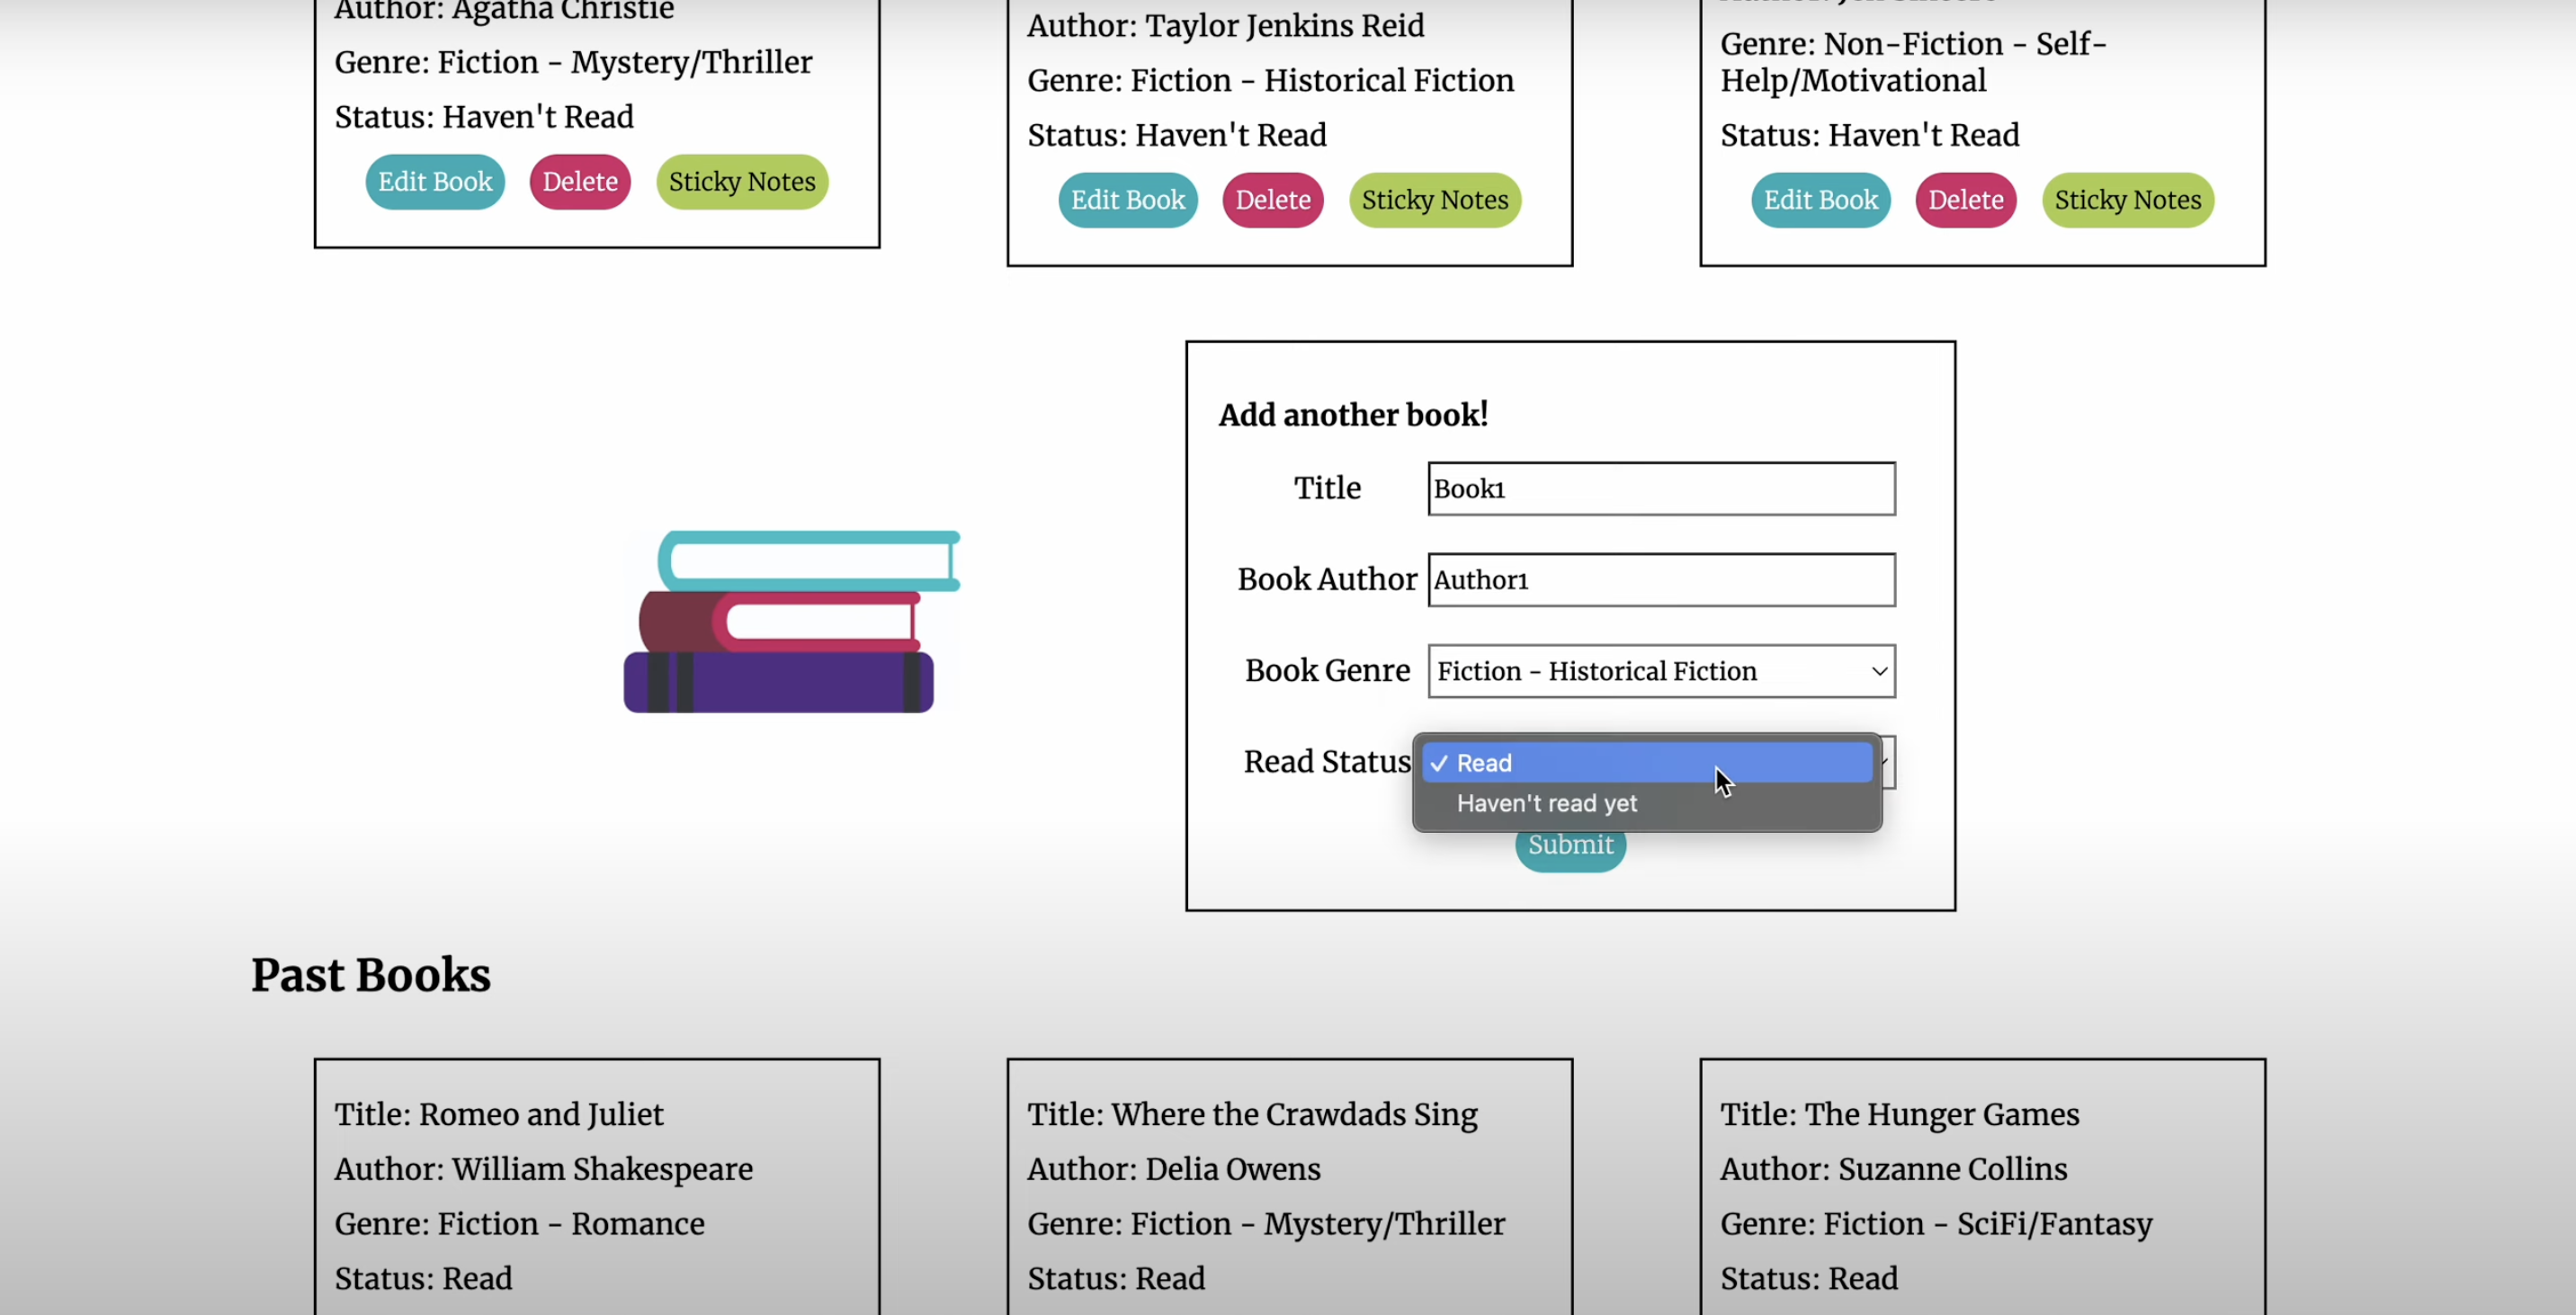 Author: Agatha Christie
Genre: Fiction - Mystery/Thriller
Status: Haven't Read
Edit Book Delete Sticky Notes
Author: Taylor Jenkins Reid
Genre: Fiction - Historical Fiction
Status: Haven't Read
Edit Book Delete Sticky Notes
Genre: Non-Fiction - Self-
Help/Motivational
Status: Haven't Read
Edit Book Delete Sticky Notes
Add another book!
Title Book1
Book Author Author1
Book Genre Fiction - Historical Fiction
Read Status ✓ Read
Haven't read yet
Submit
Past Books
Title: Romeo and Juliet
Author: William Shakespeare
Genre: Fiction - Romance
Status: Read
Title: Where the Crawdads Sing
Author: Delia Owens
Genre: Fiction - Mystery/Thriller
Status: Read
Title: The Hunger Games
Author: Suzanne Collins
Genre: Fiction - SciFi/Fantasy
Status: Read